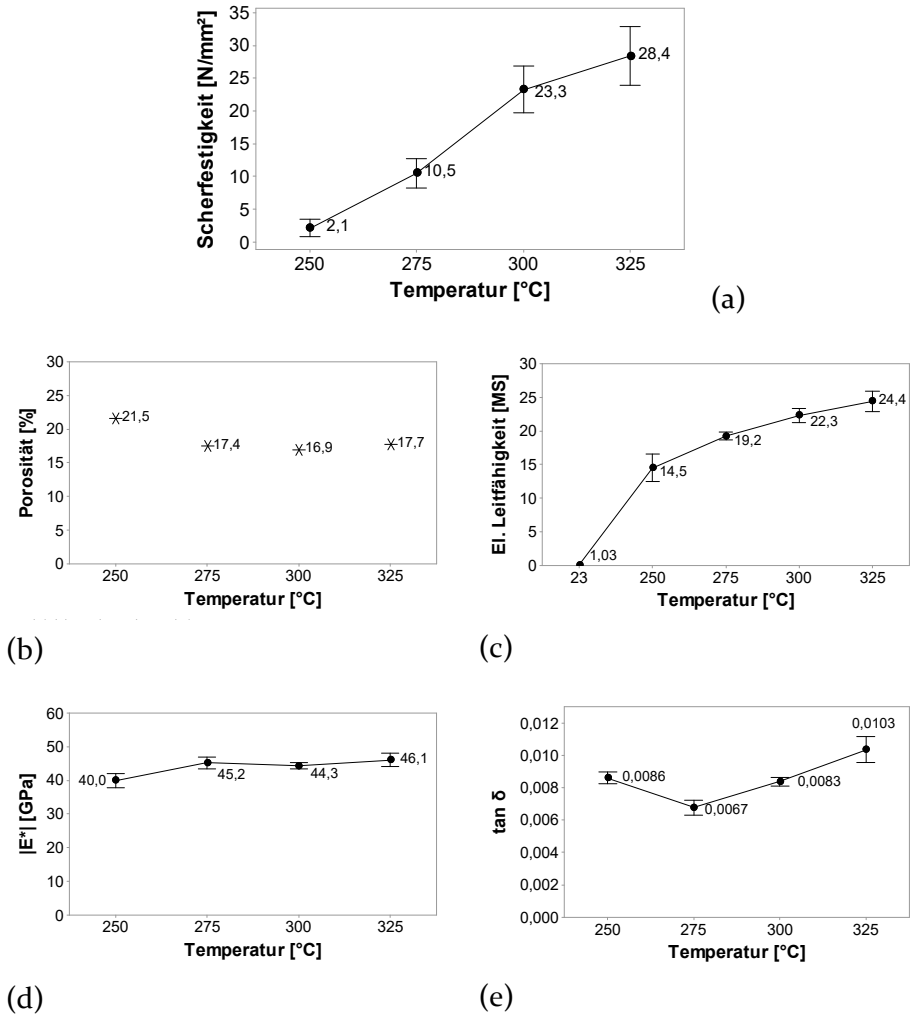 Scherfestigkeit [N/mm²]
35
30
25
20
15
10
5
0
2,1
10,5
23,3
28,4
250 275 300 325
Temperatur [°C]
(a)
Porosität [%]
30
25
20
15
10
5
0
21,5
17,4
16,9
17,7
250 275 300 325
Temperatur [°C]
(b)
El. Leitfähigkeit [MS]
30
25
20
15
10
5
0
1,03
14,5
19,2
22,3
24,4
23 250 275 300 325
Temperatur [°C]
(c)
|E*| [GPa]
60
50
40
30
20
10
0
40,0
45,2
44,3
46,1
250 275 300 325
Temperatur [°C]
(d)
tan δ
0,012
0,010
0,008
0,006
0,004
0,002
0,000
0,0086
0,0067
0,0083
0,0103
250 275 300 325
Temperatur [°C]
(e)